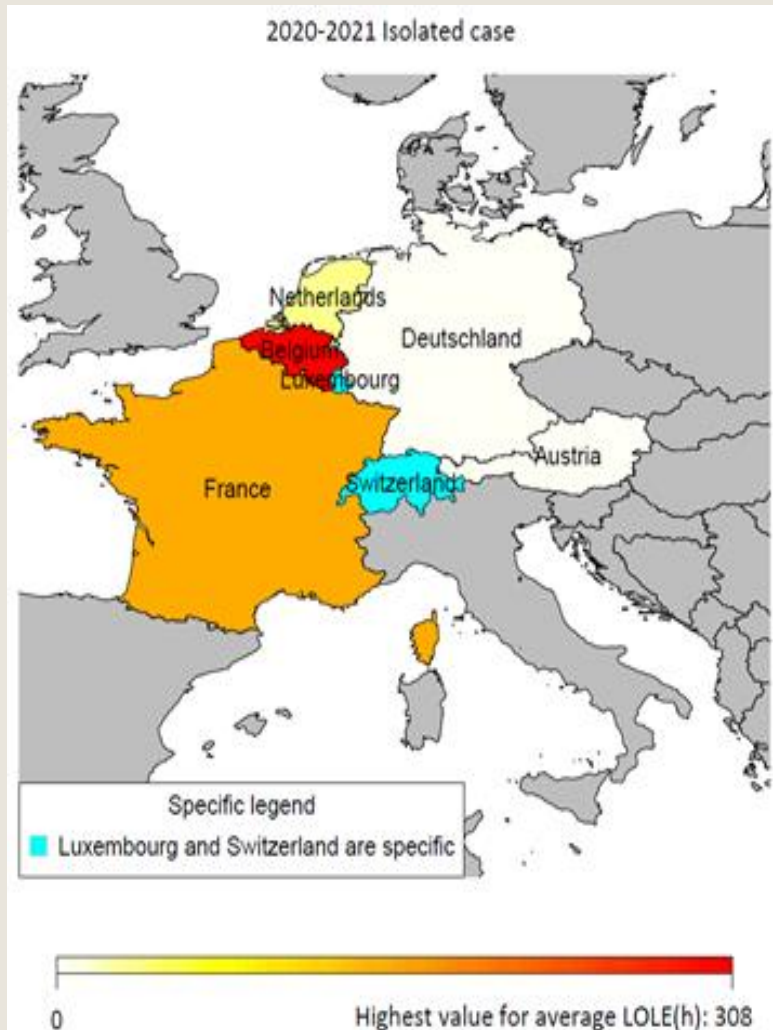 2020-2021 Isolated case
Netherlands
Deutschland
Belgium
Luxembourg
Austria
France
Switzerland
Specific legend
Luxembourg and Switzerland are specific
0
Highest value for average LOLE(h): 308